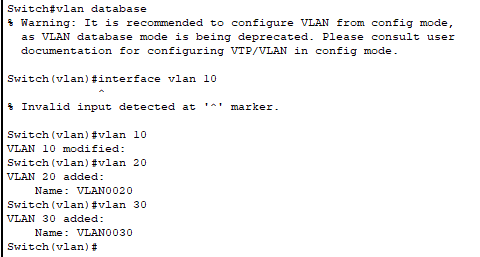 Switch#vlan database
% Warning: It is recommended to configure VLAN from config mode,
  as VLAN database mode is being deprecated. Please consult user
  documentation for configuring VTP/VLAN in config mode.

Switch(vlan)#interface vlan 10
             ^
% Invalid input detected at '^' marker.

Switch(vlan)#vlan 10
VLAN 10 modified:
Switch(vlan)#vlan 20
VLAN 20 added:
    Name: VLAN0020
Switch(vlan)#vlan 30
VLAN 30 added:
    Name: VLAN0030
Switch(vlan)#